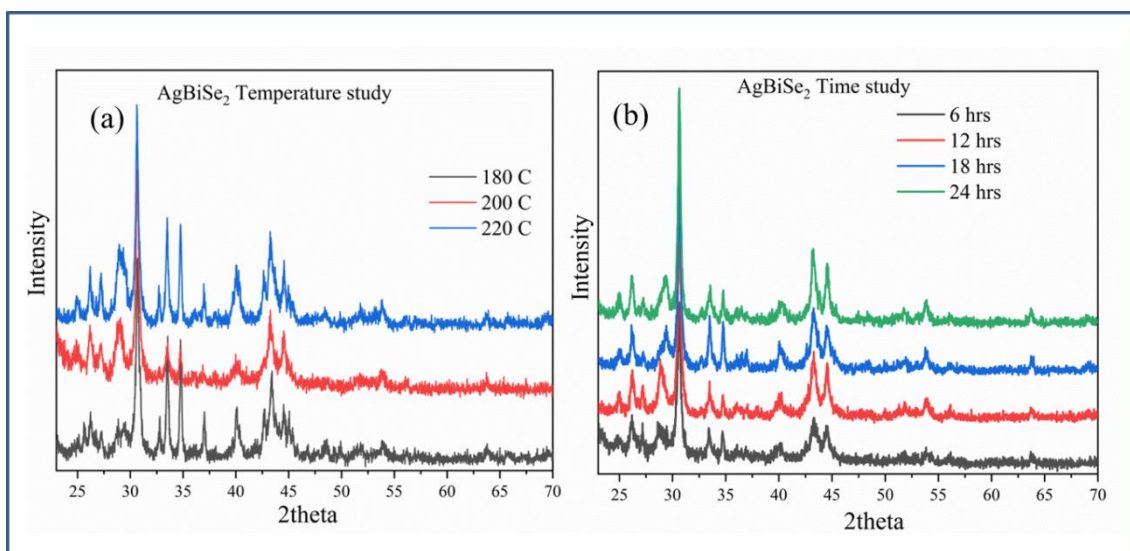 AgBiSe₂ Temperature study
(a)
180 C
200 C
220 C
Intensity
25 30 35 40 45 50 55 60 65 70
2theta
AgBiSe₂ Time study
(b)
6 hrs
12 hrs
18 hrs
24 hrs
Intensity
25 30 35 40 45 50 55 60 65 70
2theta